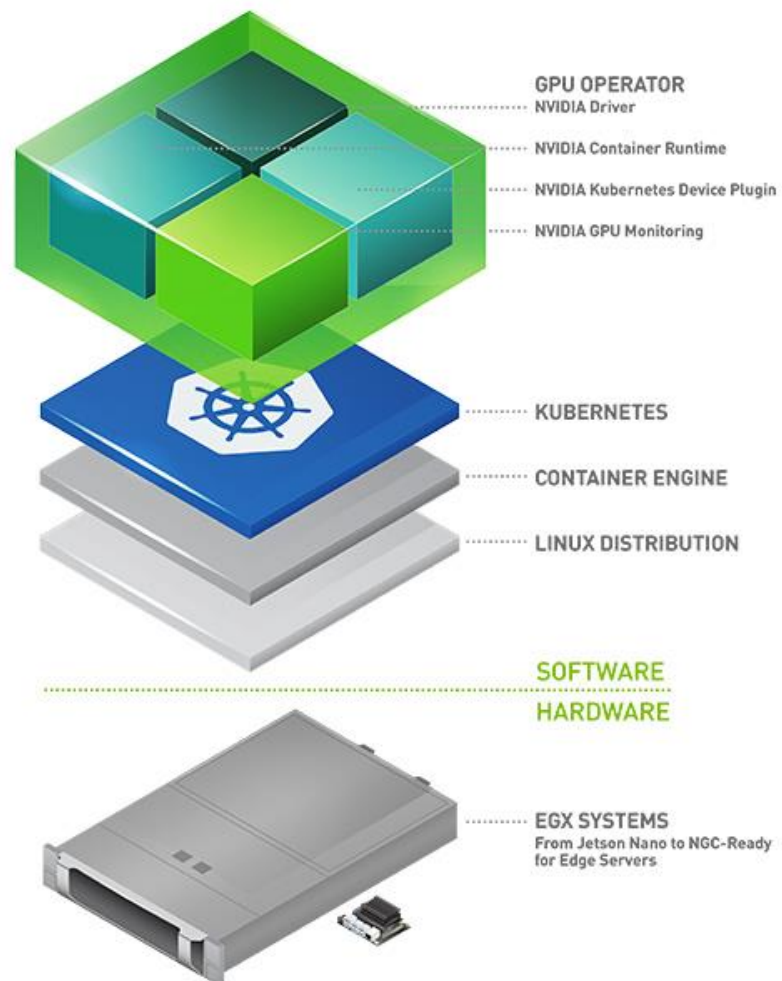 GPU OPERATOR
NVIDIA Driver
NVIDIA Container Runtime
NVIDIA Kubernetes Device Plugin
NVIDIA GPU Monitoring
KUBERNETES
CONTAINER ENGINE
LINUX DISTRIBUTION
SOFTWARE
HARDWARE
EGX SYSTEMS
From Jetson Nano to NGC-Ready
for Edge Servers